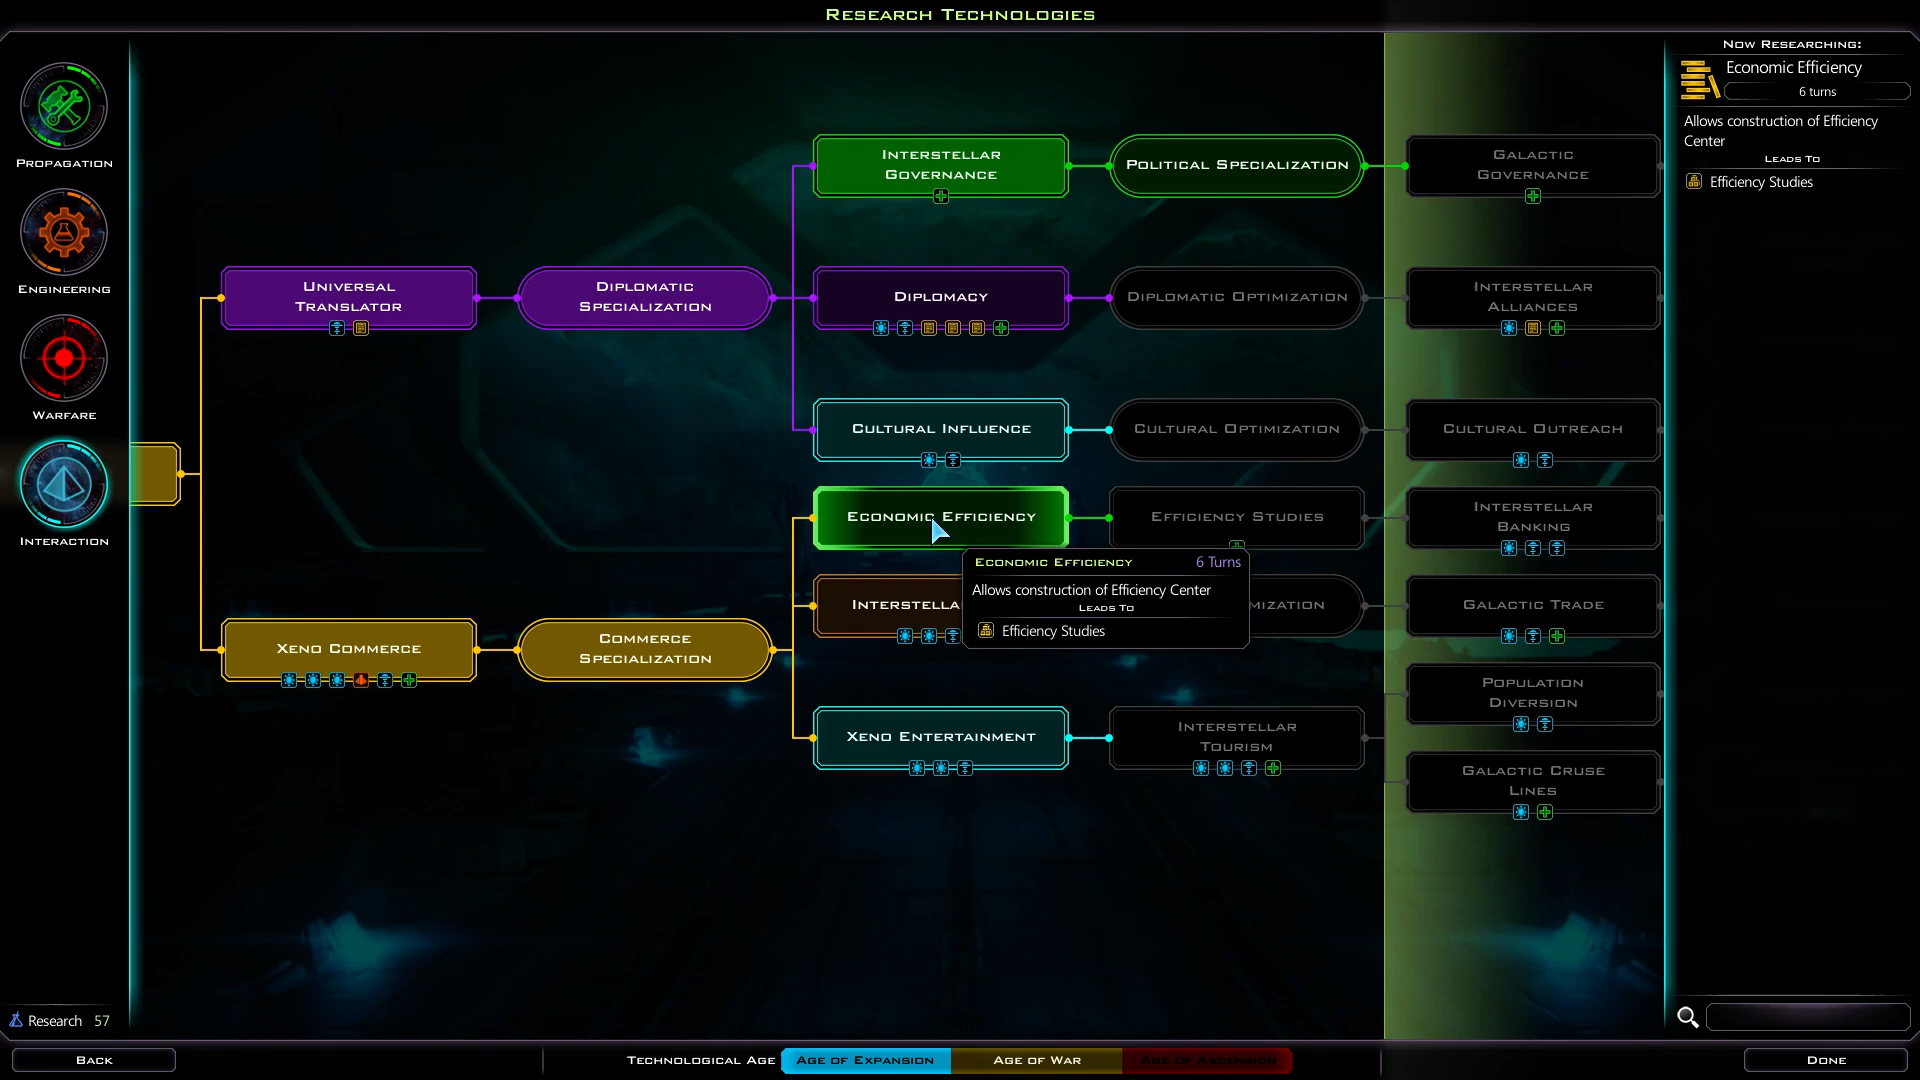 Research Technologies
Propagation
Engineering
Warfare
Interaction
Interstellar
Governance
Political Specialization
Galactic
Governance
Universal
Translator
Diplomatic
Specialization
Diplomacy
Diplomatic Optimization
Interstellar
Alliances
Cultural Influence
Cultural Optimization
Cultural Outreach
Economic Efficiency
Efficiency Studies
Interstellar
Banking
Economic Efficiency 6 Turns
Allows construction of Efficiency Center
Leads To
Efficiency Studies
Galactic Trade
Xeno Commerce
Commerce
Specialization
Population
Diversion
Xeno Entertainment
Interstellar
Tourism
Galactic Cruse
Lines
Now Researching:
Economic Efficiency
6 turns
Allows construction of Efficiency
Center
Leads To
Efficiency Studies
Research 57
Back
Technological Age Age of Expansion Age of War Age of Ascension
Done